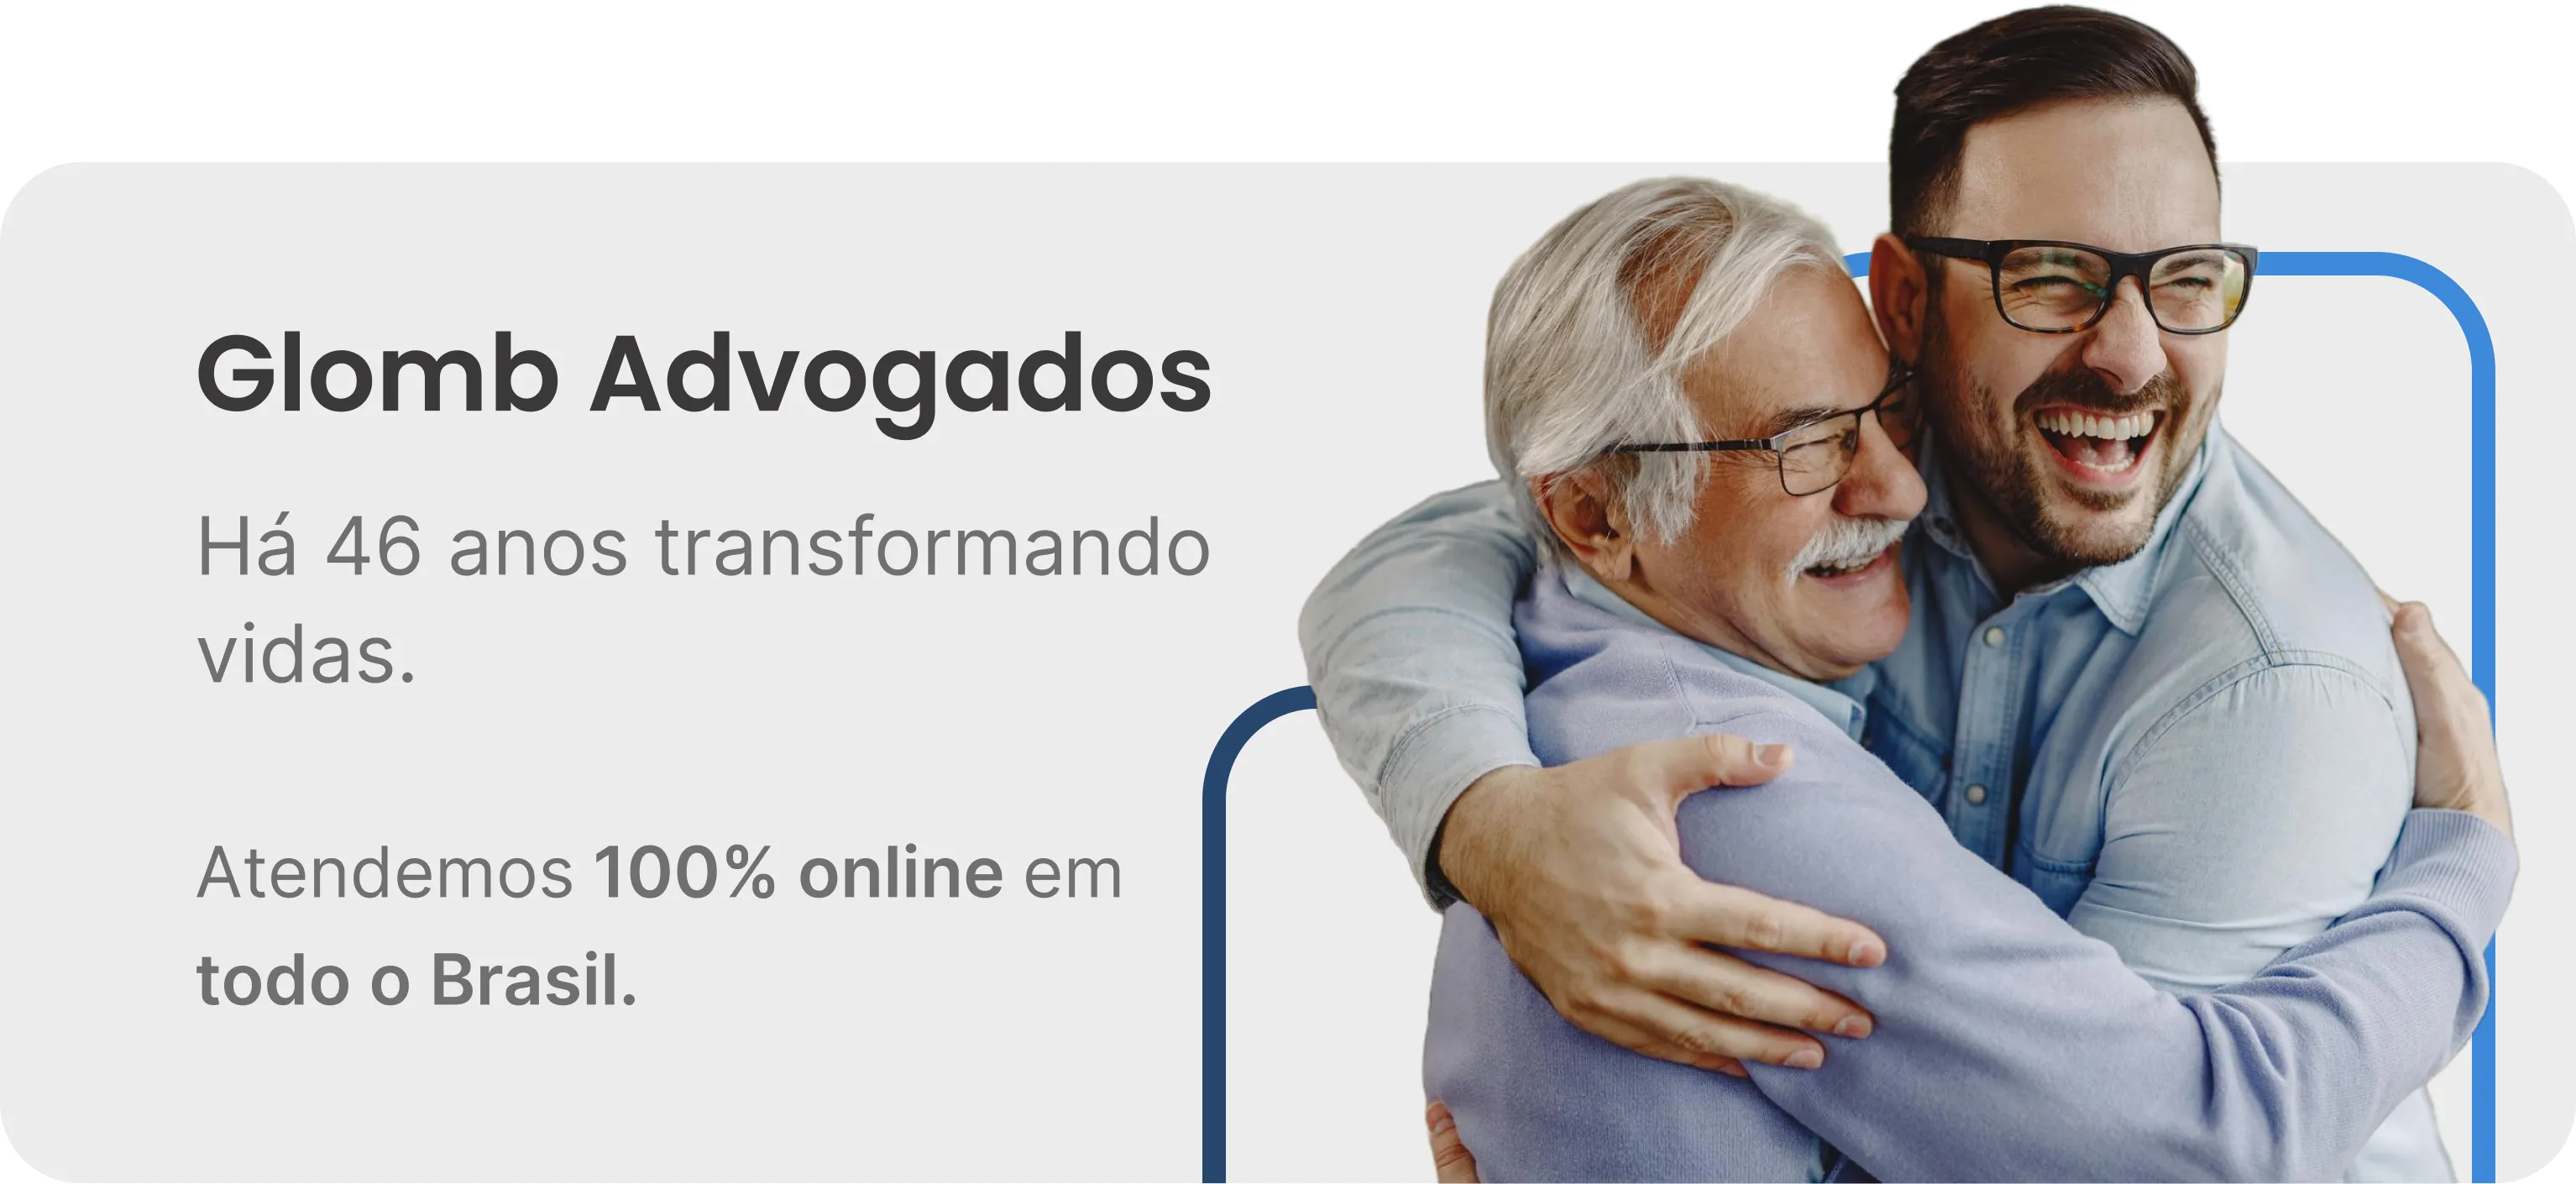 Glomb Advogados
Há 46 anos transformando
vidas.
Atendemos 100% online em
todo o Brasil.